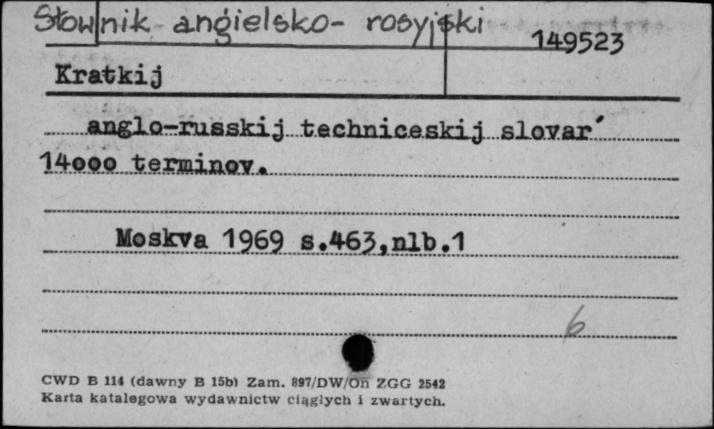 Słownik angielsko- rosyjski
149523
Kratkij
anglo-russkij techniceskij slovar´
14000 terminov.
Moskva 1969 s.463,nlb.1
6
CWD B 114 (dawny B 15b) Zam. 897/DW/On ZGG 2542
Karta katalogowa wydawnictw ciągłych i zwartych.